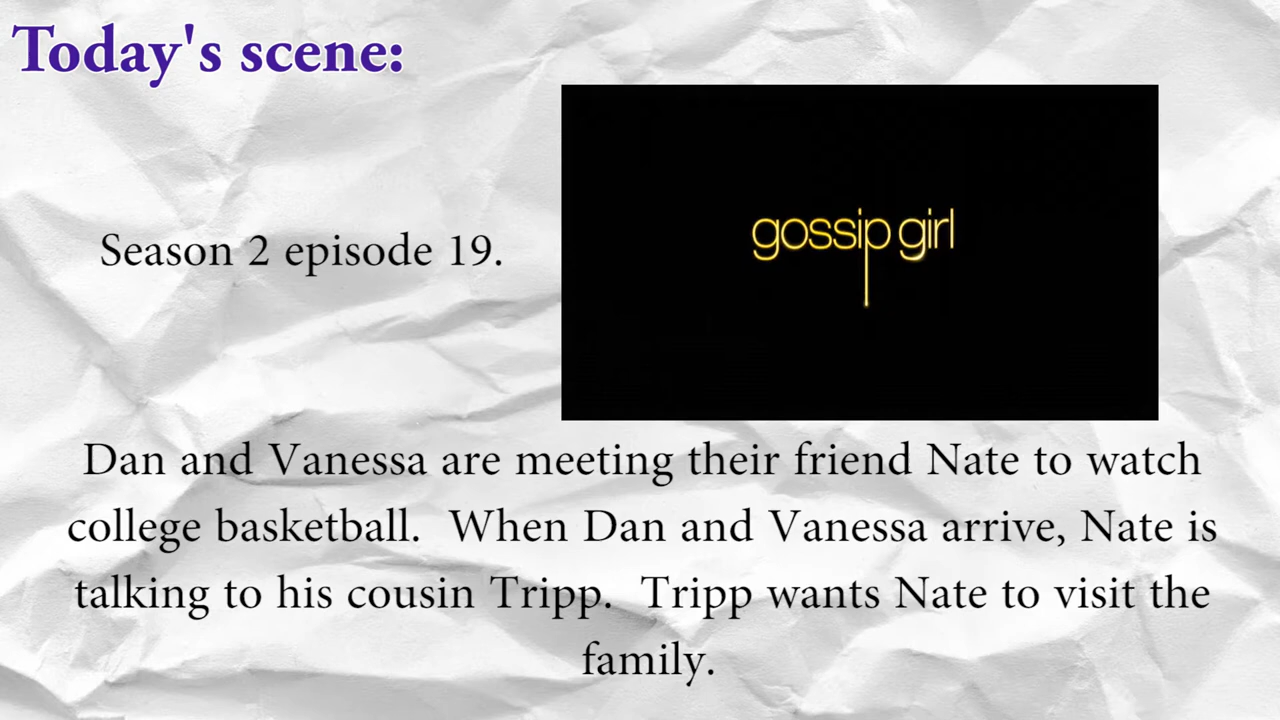 Today's scene:
gossip girl
Season 2 episode 19.
Dan and Vanessa are meeting their friend Nate to watch
college basketball.  When Dan and Vanessa arrive, Nate is
talking to his cousin Tripp.  Tripp wants Nate to visit the
family.